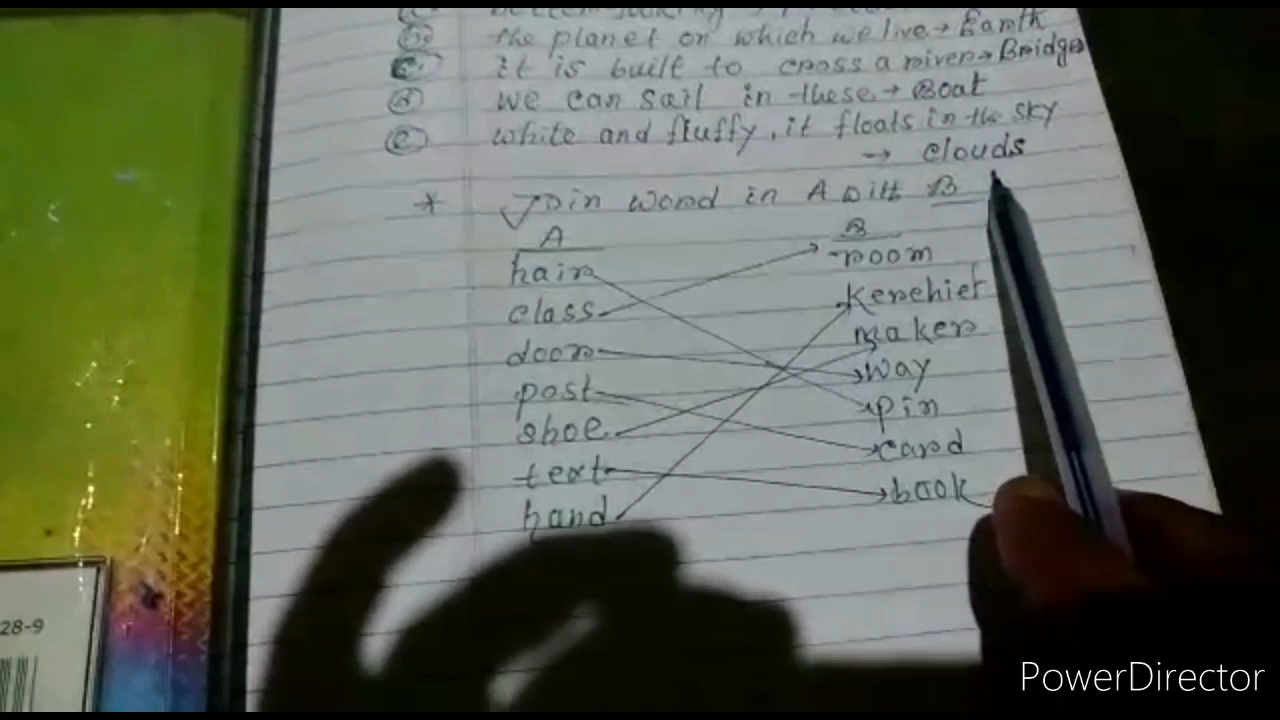 b. the planet on which we live → Earth
c. it is built to cross a river → Bridge
d. we can sail in these → Boat
e. white and fluffy, it floats in the sky
→ clouds
* Join word in A with B
A B
hair room
class kerchief
door maker
post way
shoe pin
text card
hand book
28-9
PowerDirector